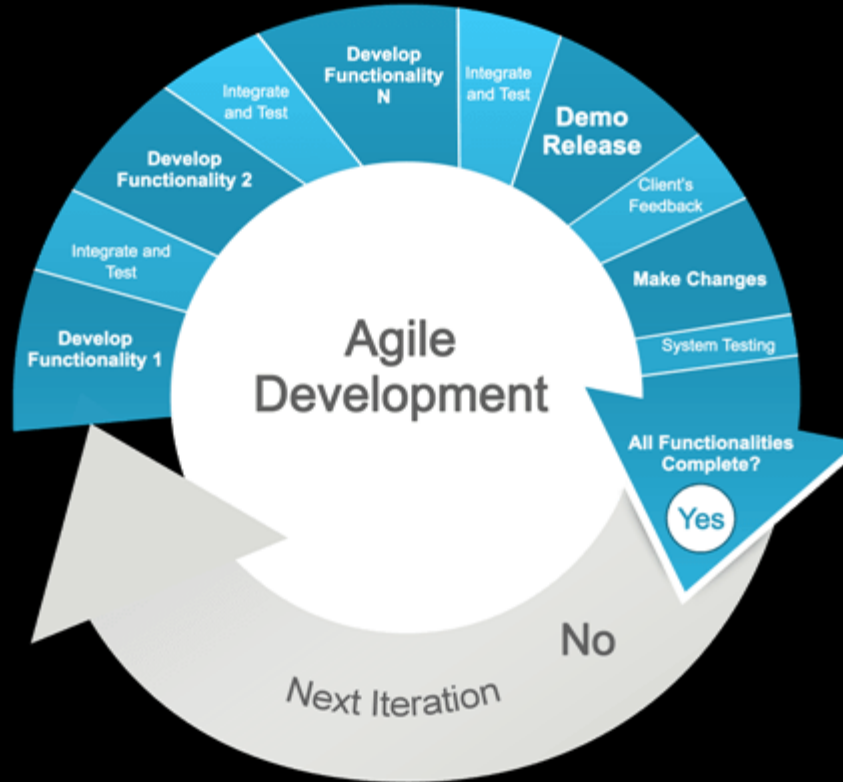 Develop
Functionality 1
Integrate and
Test
Develop
Functionality 2
Integrate
and Test
Develop
Functionality
N
Integrate
and Test
Demo
Release
Client's
Feedback
Make Changes
System Testing
All Functionalities
Complete?
Yes
No
Next Iteration
Agile
Development